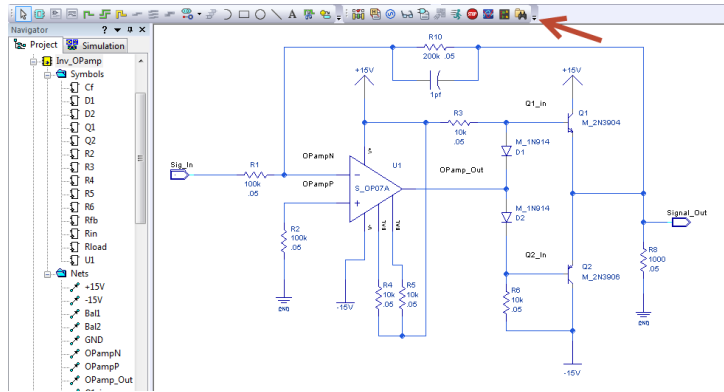 Navigator
Project
Simulation
Inv_OPamp
Symbols
Cf
D1
D2
Q1
Q2
R2
R3
R4
R5
R6
Rfb
Rin
Rload
U1
Nets
+15V
-15V
Bal1
Bal2
GND
OPampN
OPampP
OPamp_Out
R10
200k .05
1pf
+15V
+15V
R3
10k
.05
Q1_in
Q1
M_2N3904
M_1N914
D1
Sig_In
R1
100k
.05
OPampN
OPampP
U1
S_OP07A
OPamp_Out
V+
V-
BAL
BAL
M_1N914
D2
Signal_Out
R2
100k
.05
Q2_In
Q2
M_2N3906
R8
1000
.05
R4
10k
.05
R5
10k
.05
R6
10k
.05
GND
-15V
GND
-15V